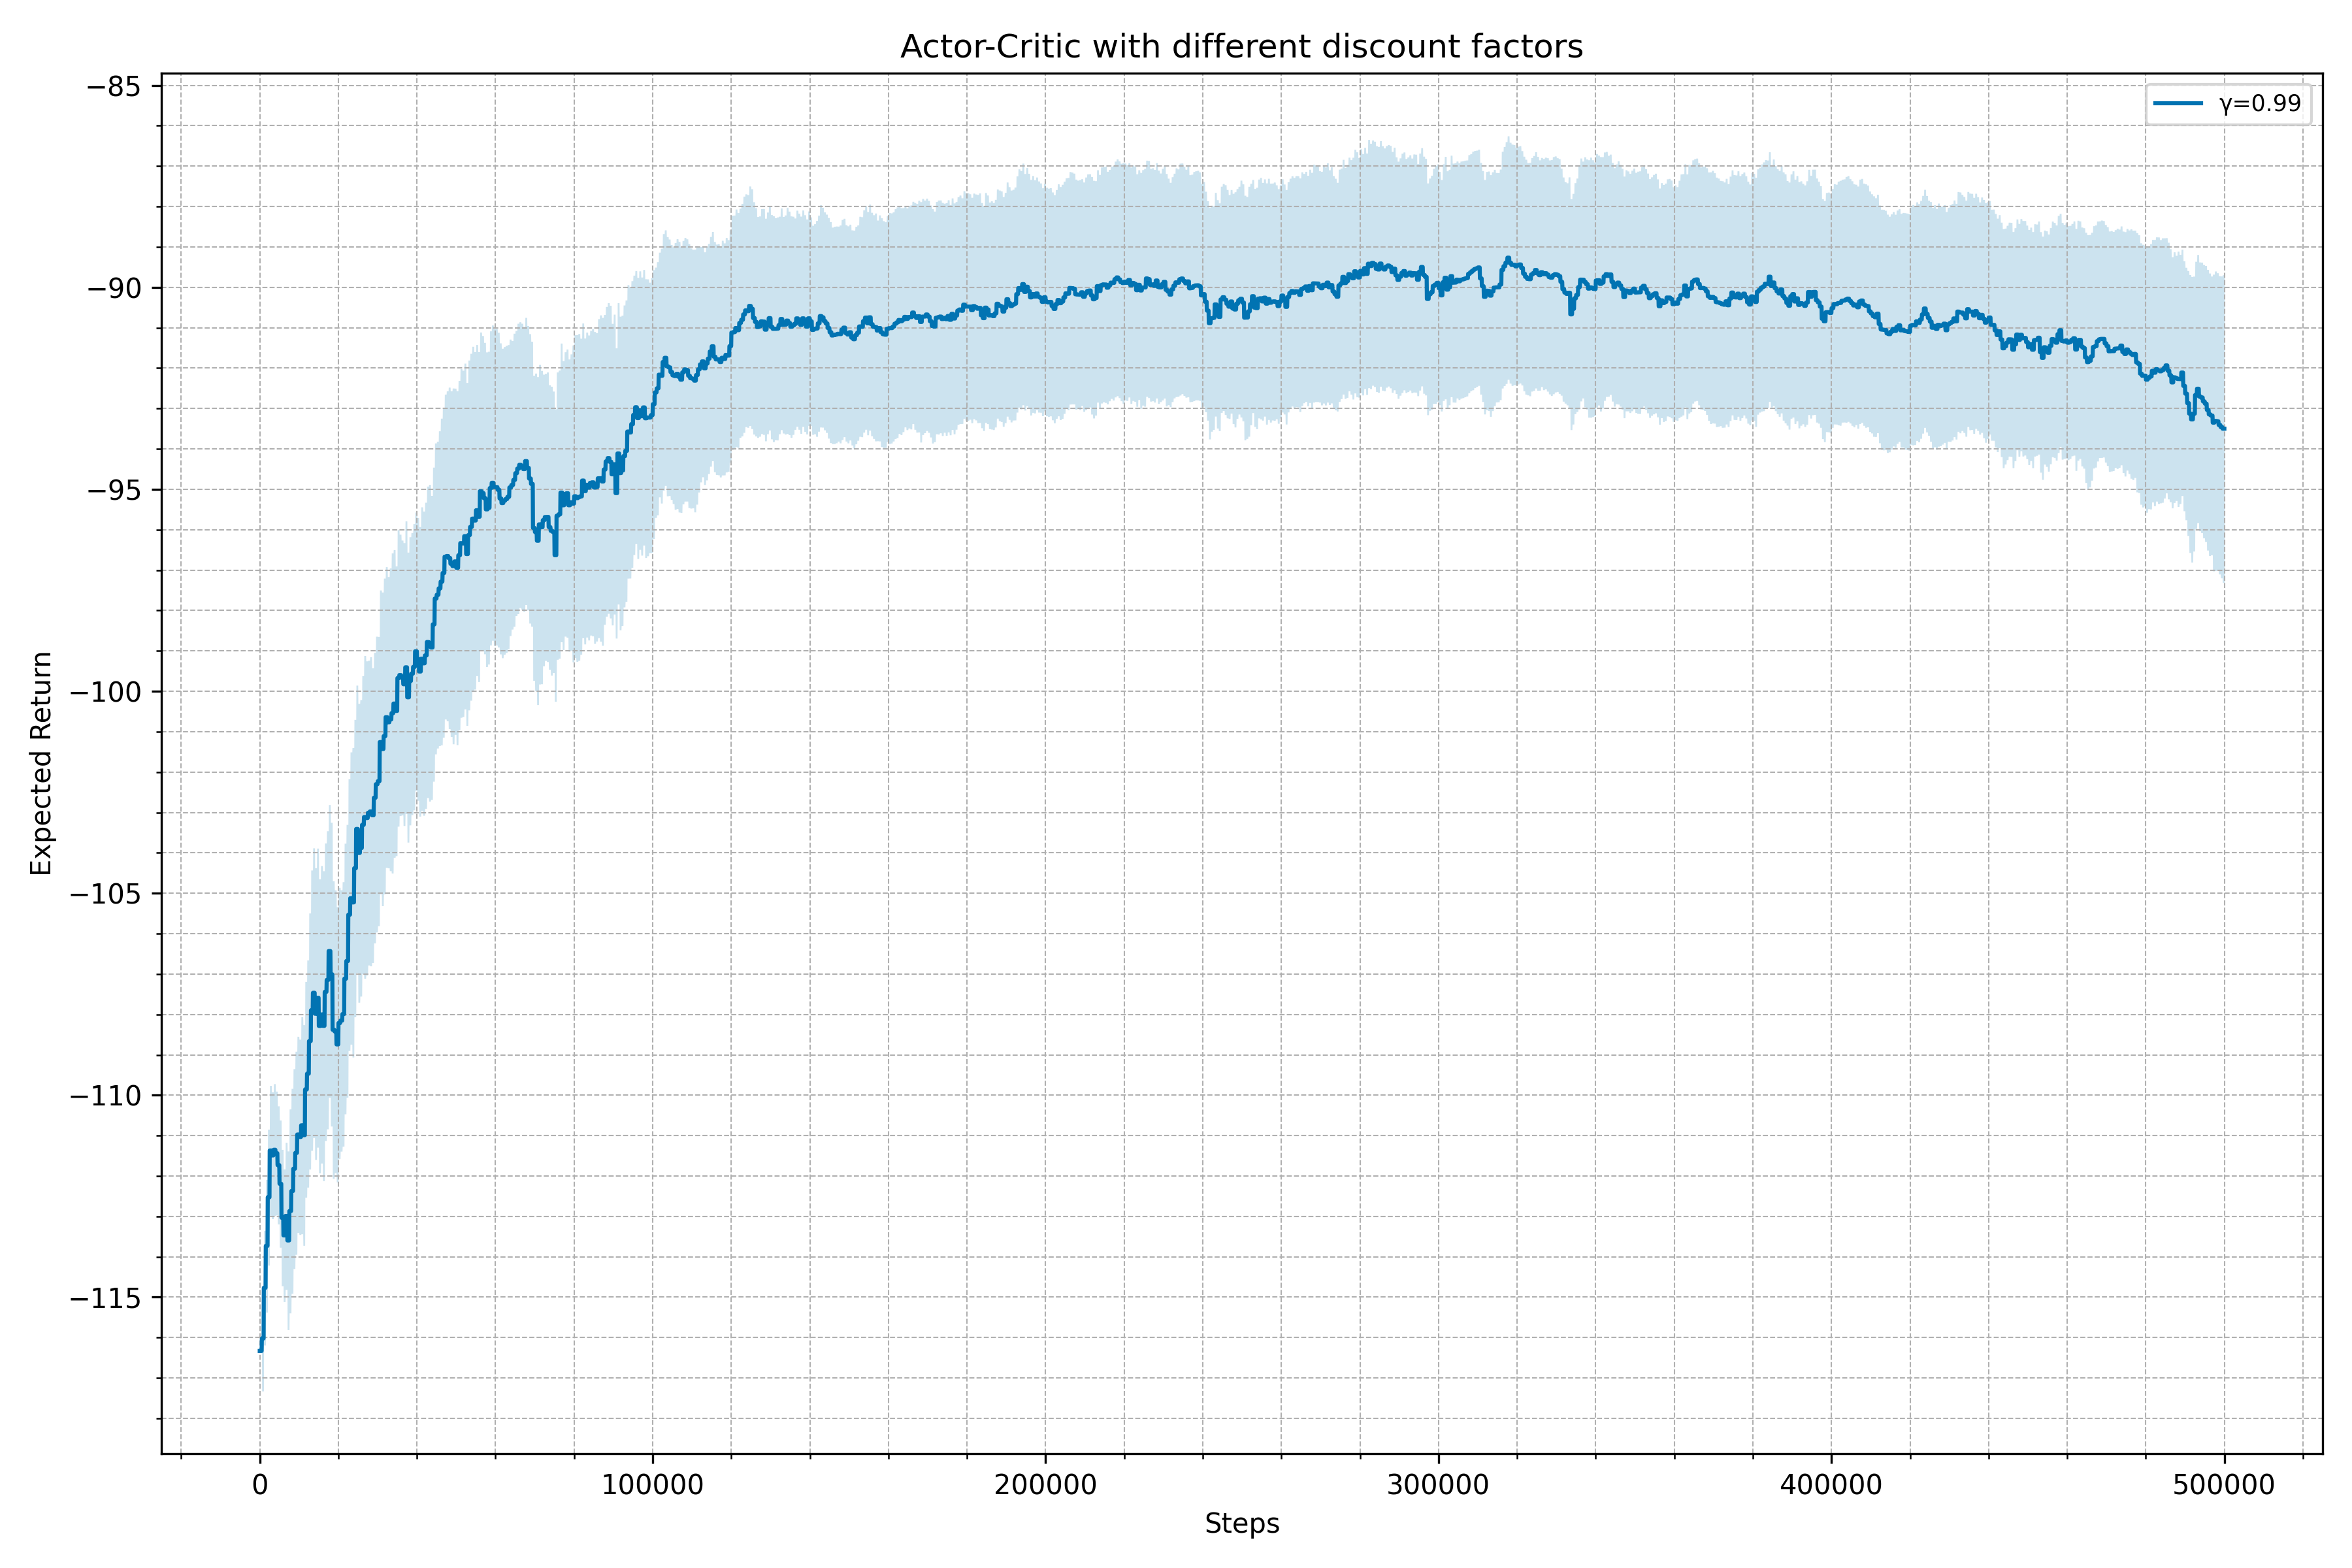 Actor-Critic with different discount factors
γ=0.99
−85
−90
−95
−100
−105
−110
−115
Expected Return
0 100000 200000 300000 400000 500000
Steps